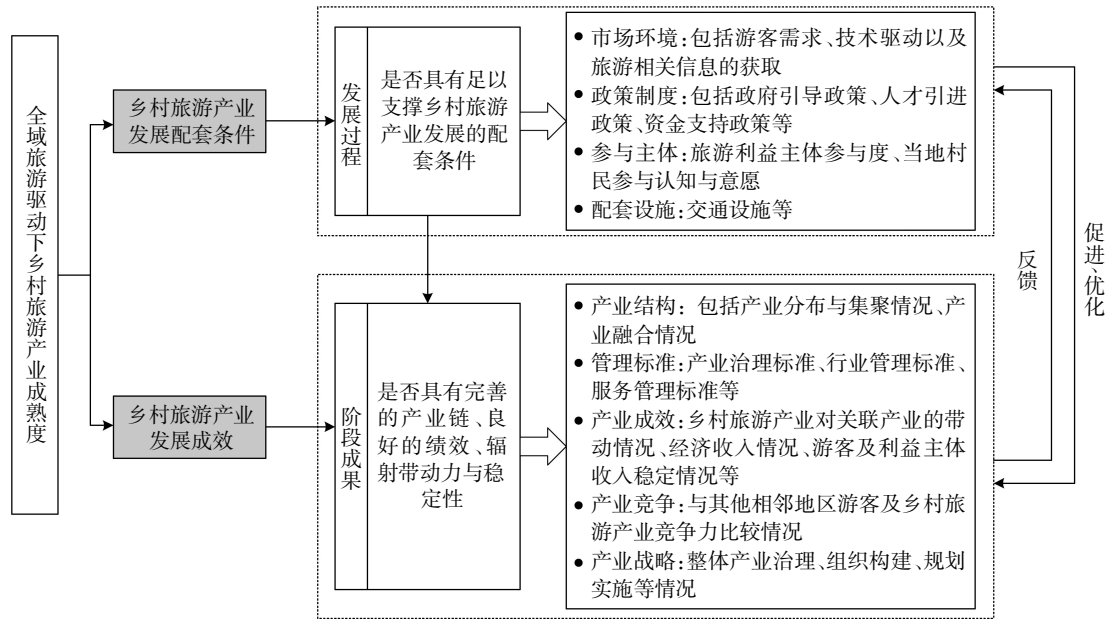 全域旅游驱动下乡村旅游产业成熟度
乡村旅游产业
发展配套条件
发展过程
是否具有足以
支撑乡村旅游
产业发展的配
套条件
• 市场环境:包括游客需求、技术驱动以及
旅游相关信息的获取
• 政策制度:包括政府引导政策、人才引进
政策、资金支持政策等
• 参与主体:旅游利益主体参与度、当地村
民参与认知与意愿
• 配套设施:交通设施等
乡村旅游产业
发展成效
阶段成果
是否具有完善
的产业链、良
好的绩效、辐
射带动力与稳
定性
• 产业结构: 包括产业分布与集聚情况、产
业融合情况
• 管理标准:产业治理标准、行业管理标准、
服务管理标准等
• 产业成效:乡村旅游产业对关联产业的带
动情况、经济收入情况、游客及利益主体
收入稳定情况等
• 产业竞争:与其他相邻地区游客及乡村旅
游产业竞争力比较情况
• 产业战略:整体产业治理、组织构建、规划
实施等情况
反馈
促进、优化